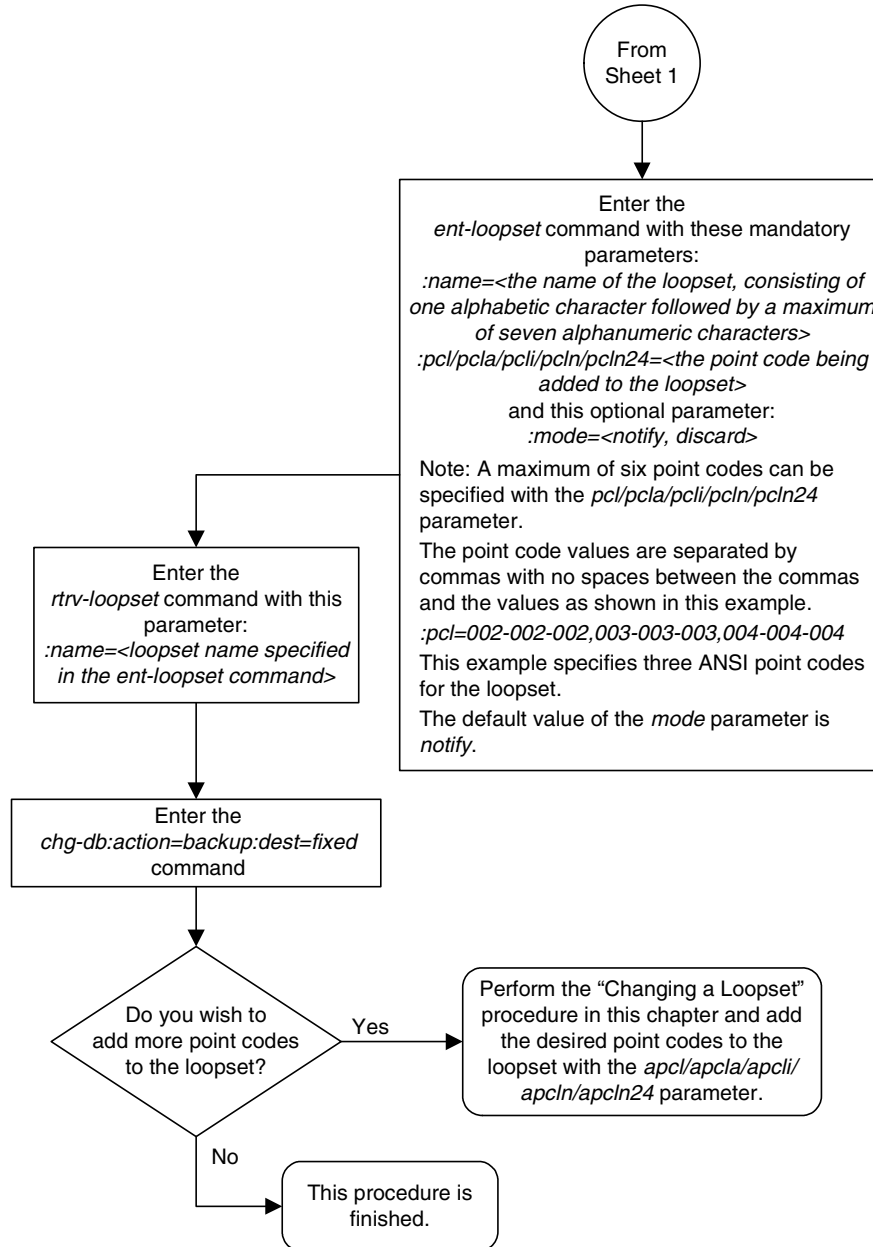 From
Sheet 1
Enter the
ent-loopset command with these mandatory
parameters:
:name=<the name of the loopset, consisting of
one alphabetic character followed by a maximum
of seven alphanumeric characters>
:pcl/pcla/pcli/pcln/pcln24=<the point code being
added to the loopset>
and this optional parameter:
:mode=<notify, discard>
Note: A maximum of six point codes can be
specified with the pcl/pcla/pcli/pcln/pcln24
parameter.
The point code values are separated by
commas with no spaces between the commas
and the values as shown in this example.
:pcl=002-002-002,003-003-003,004-004-004
This example specifies three ANSI point codes
for the loopset.
The default value of the mode parameter is
notify.
Enter the
rtrv-loopset command with this
parameter:
:name=<loopset name specified
in the ent-loopset command>
Enter the
chg-db:action=backup:dest=fixed
command
Do you wish to
add more point codes
to the loopset?
Yes
Perform the “Changing a Loopset”
procedure in this chapter and add
the desired point codes to the
loopset with the apcl/apcla/apcli/
apcln/apcln24 parameter.
No
This procedure is
finished.